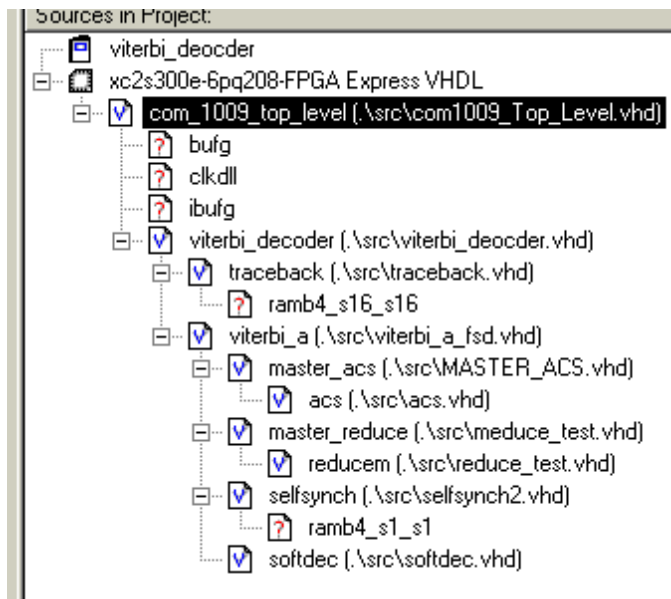 Sources in Project:
viterbi_deocder
xc2s300e-6pq208-FPGA Express VHDL
com_1009_top_level (.\src\com1009_Top_Level.vhd)
bufg
clkdll
ibufg
viterbi_decoder (.\src\viterbi_deocder.vhd)
traceback (.\src\traceback.vhd)
ramb4_s16_s16
viterbi_a (.\src\viterbi_a_fsd.vhd)
master_acs (.\src\MASTER_ACS.vhd)
acs (.\src\acs.vhd)
master_reduce (.\src\meduce_test.vhd)
reducem (.\src\reduce_test.vhd)
selfsynch (.\src\selfsynch2.vhd)
ramb4_s1_s1
softdec (.\src\softdec.vhd)